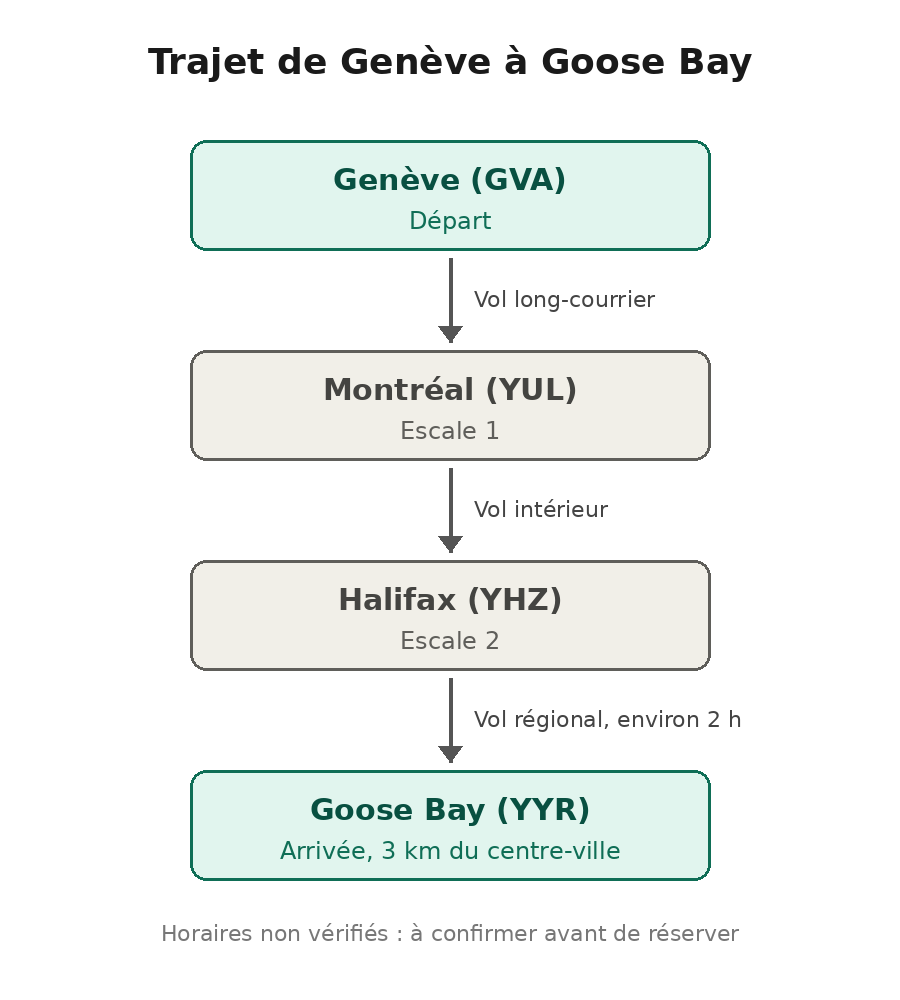 Trajet de Genève à Goose Bay
Genève (GVA)
Départ
Vol long-courrier
Montréal (YUL)
Escale 1
Vol intérieur
Halifax (YHZ)
Escale 2
Vol régional, environ 2 h
Goose Bay (YYR)
Arrivée, 3 km du centre-ville
Horaires non vérifiés : à confirmer avant de réserver